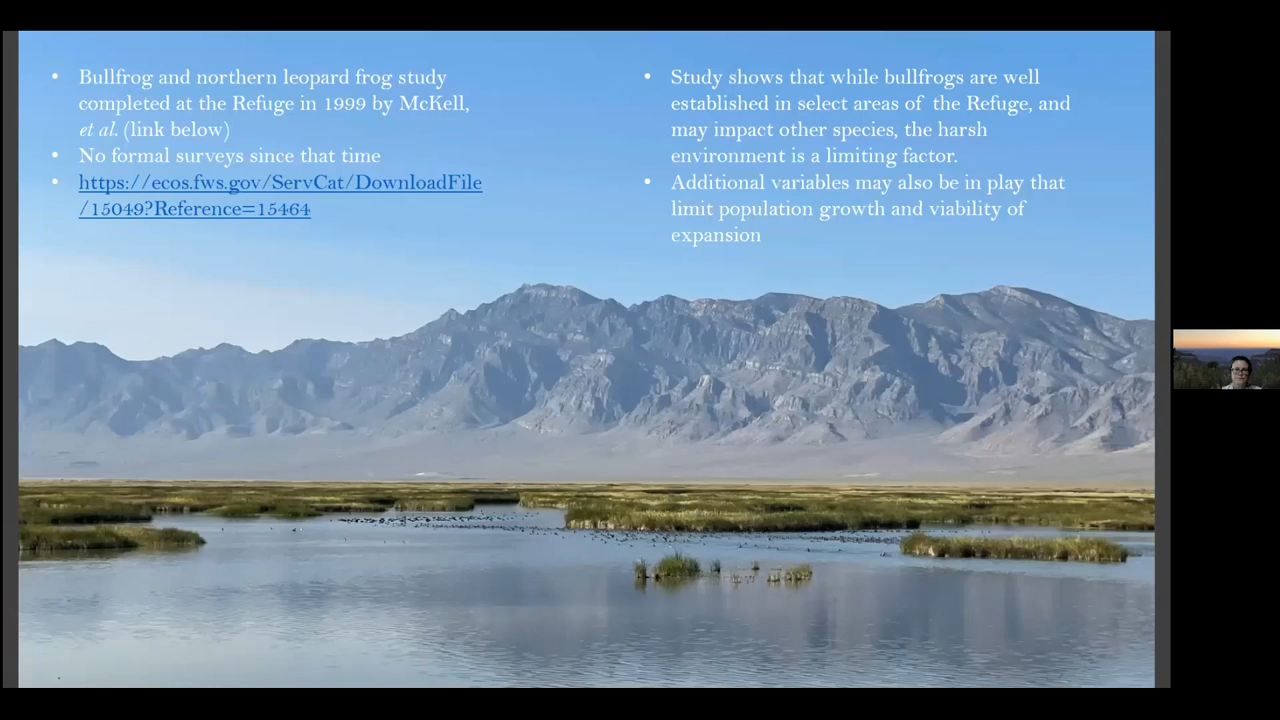 • Bullfrog and northern leopard frog study
completed at the Refuge in 1999 by McKell,
et al. (link below)
• No formal surveys since that time
• https://ecos.fws.gov/ServCat/DownloadFile
/15049?Reference=15464
• Study shows that while bullfrogs are well
established in select areas of the Refuge, and
may impact other species, the harsh
environment is a limiting factor.
• Additional variables may also be in play that
limit population growth and viability of
expansion